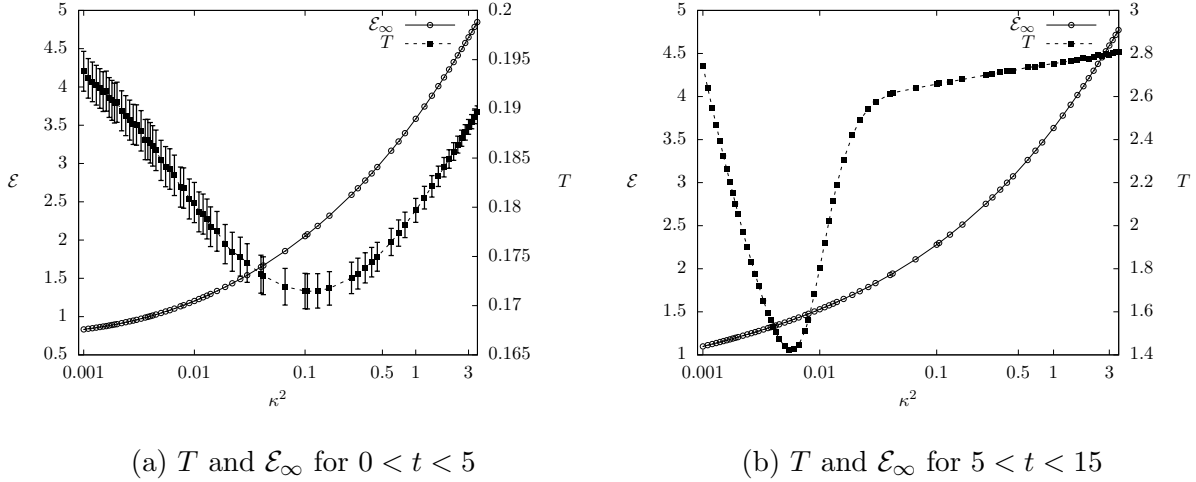 5
4.5
4
3.5
3
2.5
2
1.5
1
0.5
ℰ
0.2
0.195
0.19
0.185
0.18
0.175
0.17
0.165
T
ℰ∞
T
0.001 0.01 0.1 0.5 1 3
κ²
(a) T and ℰ∞ for 0 < t < 5
5
4.5
4
3.5
3
2.5
2
1.5
1
ℰ
3
2.8
2.6
2.4
2.2
2
1.8
1.6
1.4
T
ℰ∞
T
0.001 0.01 0.1 0.5 1 3
κ²
(b) T and ℰ∞ for 5 < t < 15